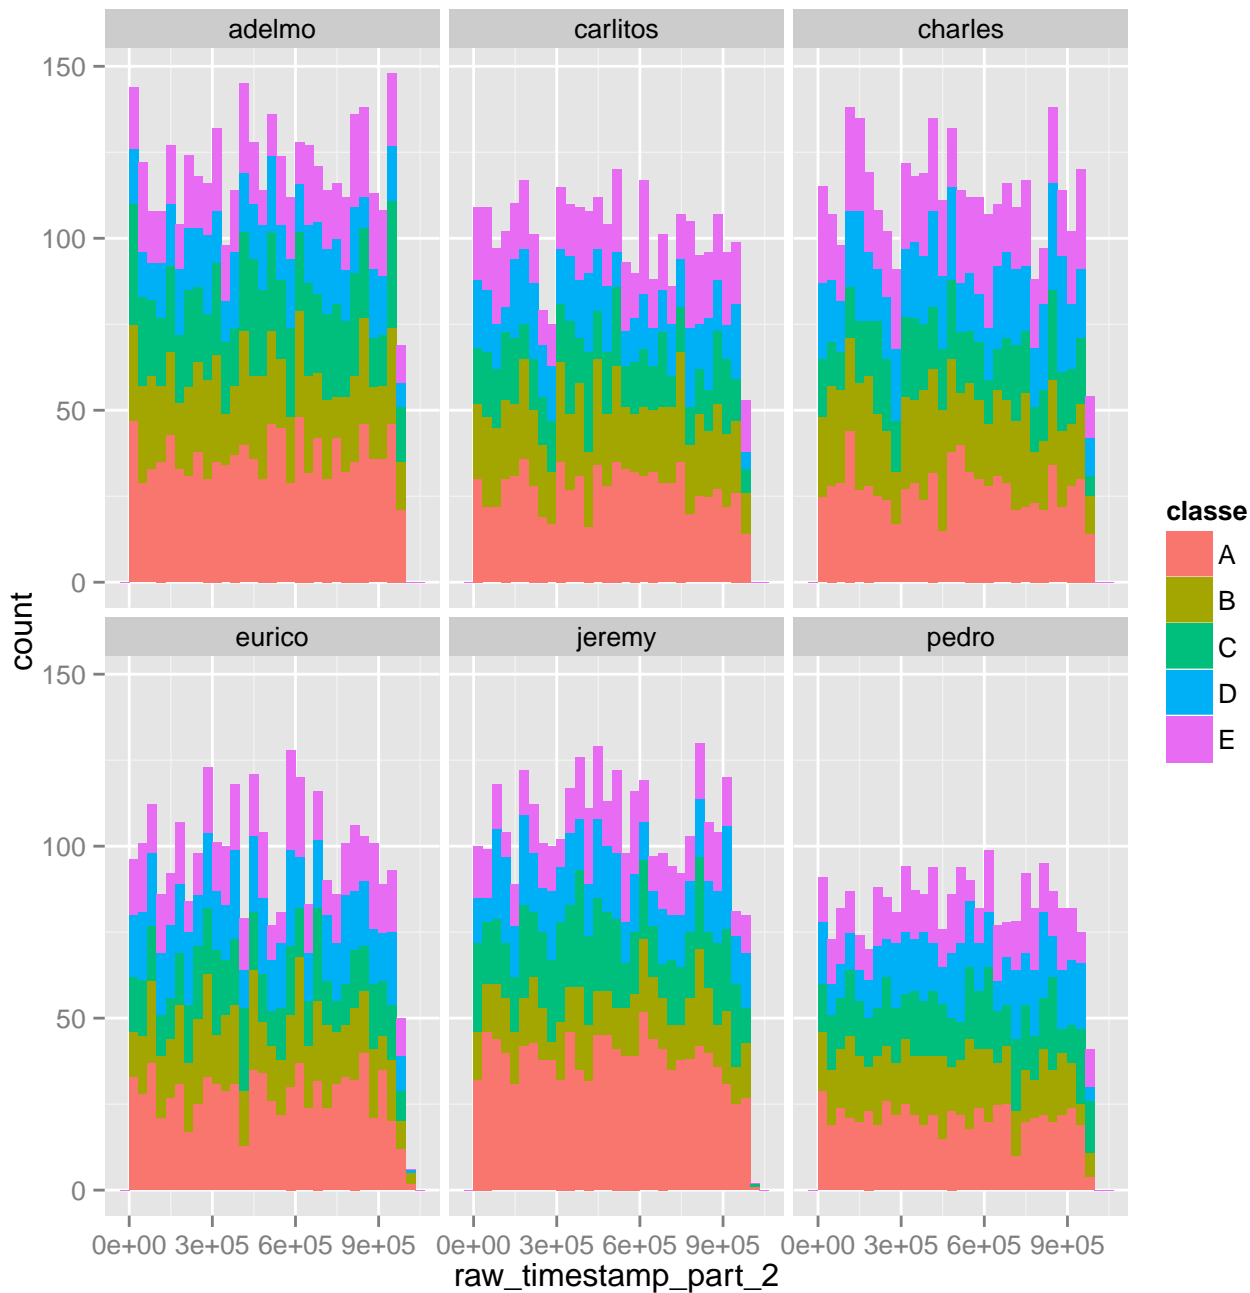 adelmo carlitos charles
150
100
50
0
count
eurico jeremy pedro
150
100
50
0
0e+00 3e+05 6e+05 9e+05 0e+00 3e+05 6e+05 9e+05 0e+00 3e+05 6e+05 9e+05
raw_timestamp_part_2
classe
A
B
C
D
E